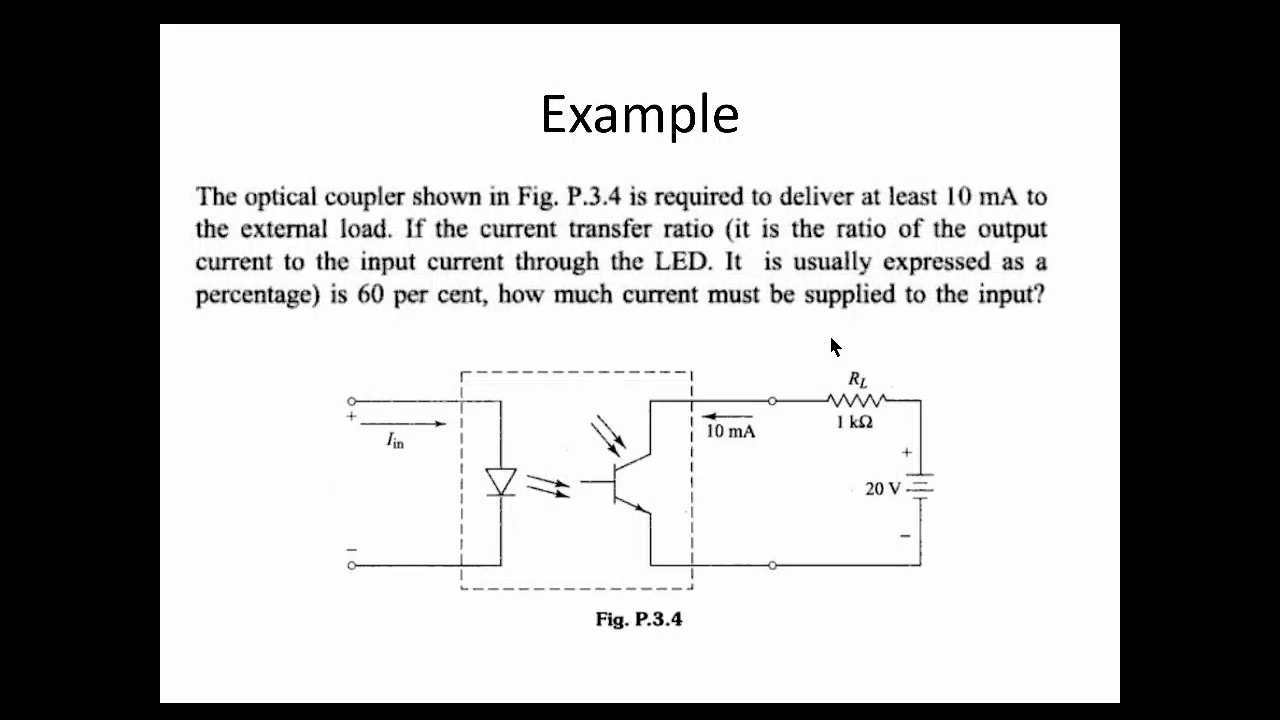 Example
The optical coupler shown in Fig. P.3.4 is required to deliver at least 10 mA to
the external load. If the current transfer ratio (it is the ratio of the output
current to the input current through the LED. It is usually expressed as a
percentage) is 60 per cent, how much current must be supplied to the input?
R_L
1 kΩ
+
I_in
10 mA
+
20 V
−
−
Fig. P.3.4